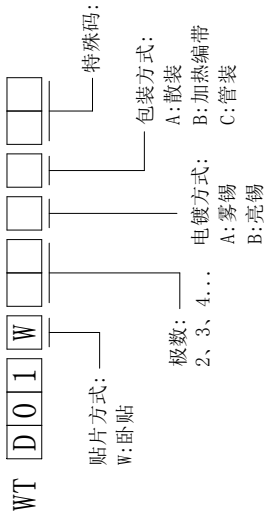 WT D 0 1 W
特殊码:
包装方式:
A:散装
B:加热编带
C:管装
电镀方式:
A:雾锡
B:亮锡
极数:
2、3、4...
贴片方式:
W:卧贴